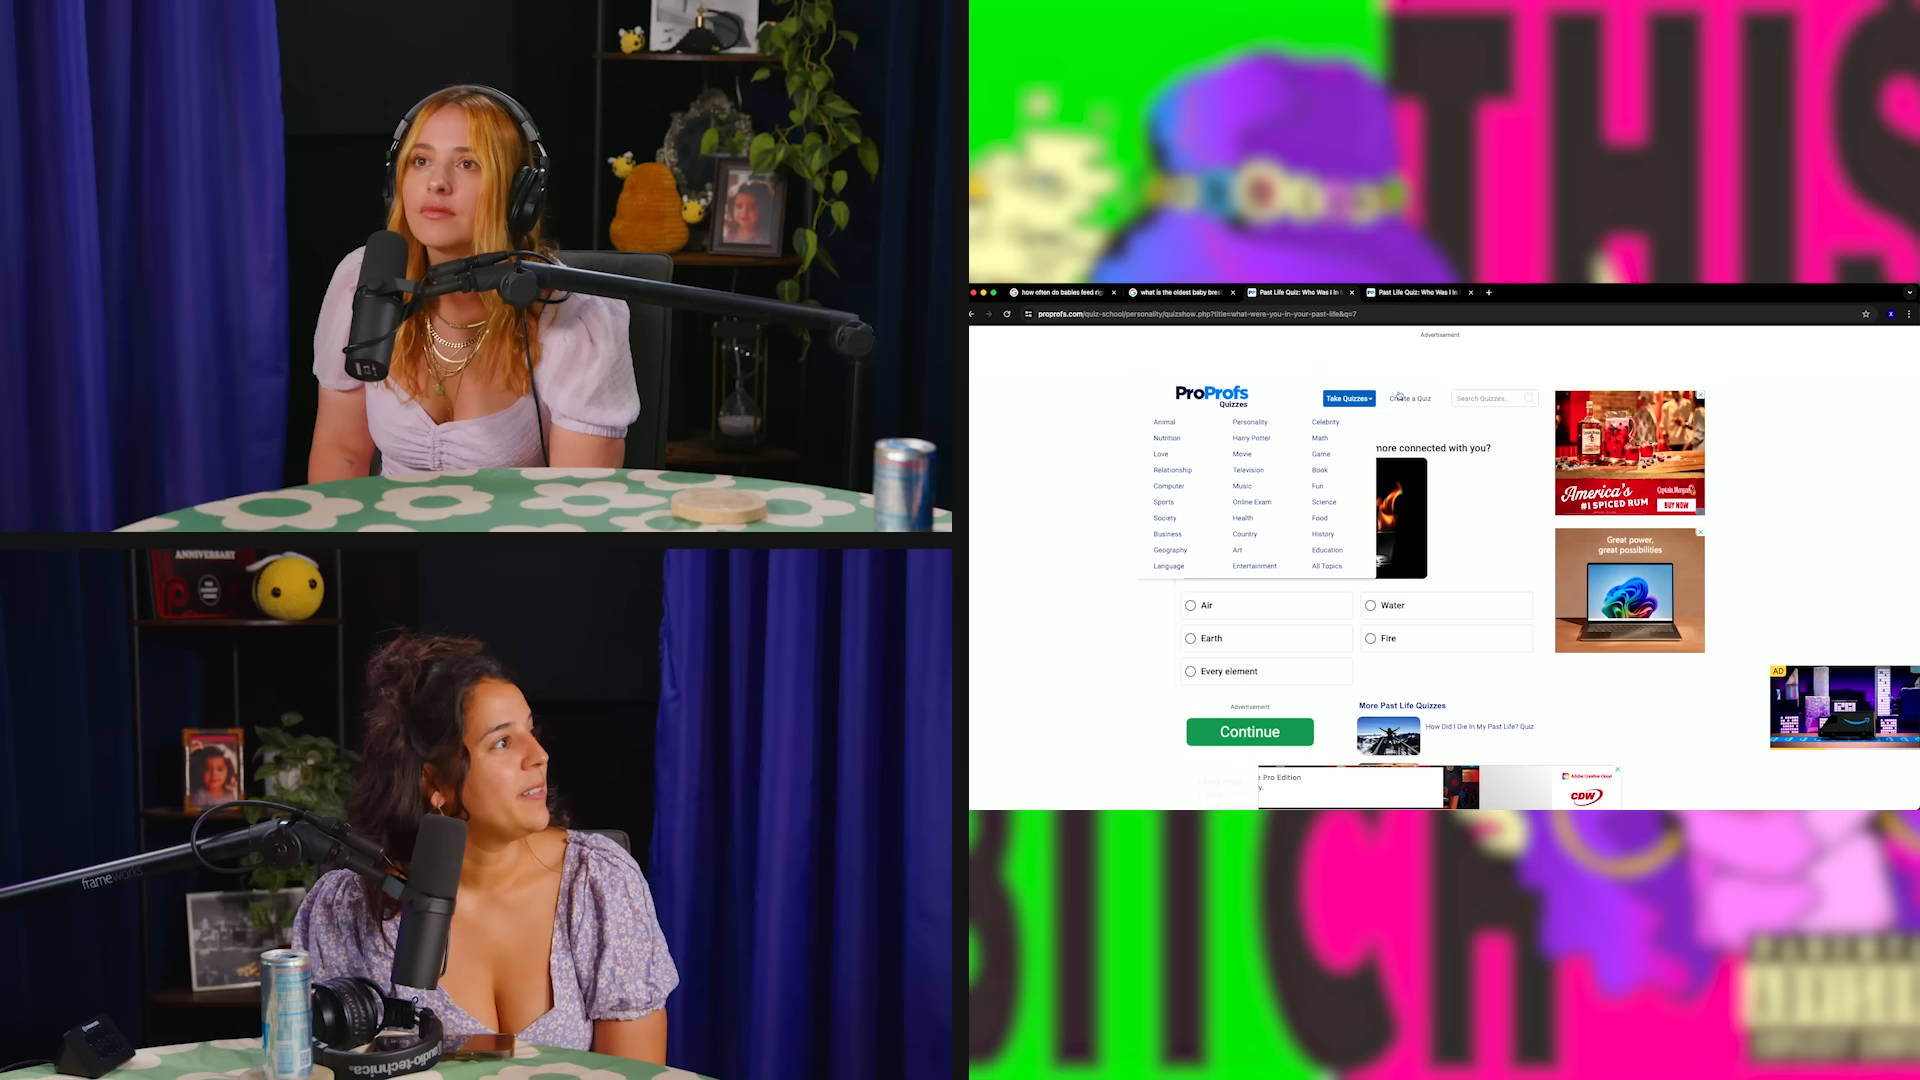 THIS
how often do babies feed rig
what is the oldest baby brea
Past Life Quiz: Who Was I In
Past Life Quiz: Who Was I In
proprofs.com/quiz-school/personality/quizshow.php?title=what-were-you-in-your-past-life&q=7
Advertisement
ProProfs
Quizzes
Take Quizzes
Create a Quiz
Search Quizzes...
Animal
Personality
Celebrity
Nutrition
Harry Potter
Math
Love
Movie
Game
Relationship
Television
Book
Computer
Music
Fun
Sports
Online Exam
Science
Society
Health
Food
Business
Country
History
Geography
Art
Education
Language
Entertainment
All Topics
more connected with you?
Air
Water
Earth
Fire
Every element
Advertisement
Continue
More Past Life Quizzes
How Did I Die In My Past Life? Quiz
America's
#1 SPICED RUM
Captain Morgan
BUY NOW
Great power,
great possibilities
AD
e Pro Edition
y.
Adobe Creative Cloud
CDW
BITCH
ANNIVERSARY
frameworks
audio-technica